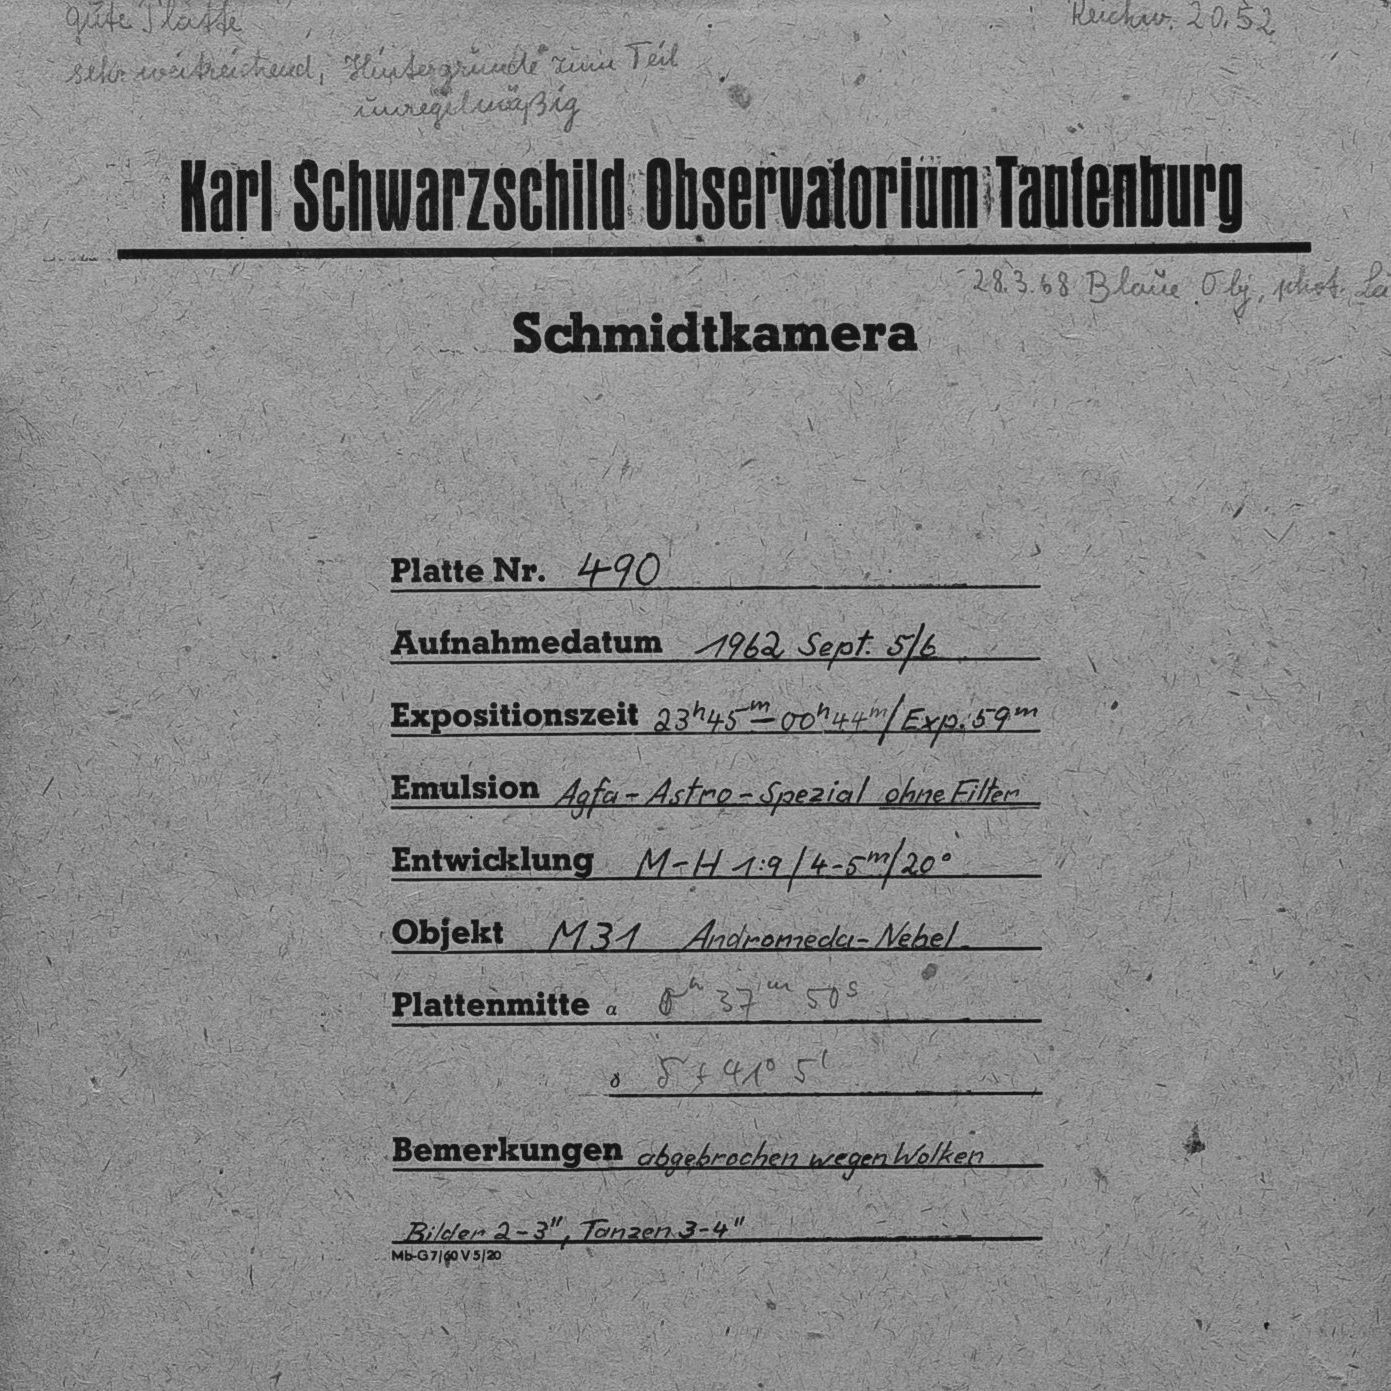 gute Platte
Reichw. 20.52
sehr weitreichend, Hintergründe zum Teil
unregelmäßig
Karl Schwarzschild Observatorium Tautenburg
28.3.68 Blaue Obj. phot. La
Schmidtkamera
Platte Nr. 490
Aufnahmedatum 1962 Sept. 5/6
Expositionszeit 23ʰ45ᵐ–00ʰ44ᵐ/Exp. 59ᵐ
Emulsion Agfa-Astro-Spezial ohne Filter
Entwicklung M-H 1:9/4-5ᵐ/20°
Objekt M31 Andromeda-Nebel
Plattenmitte α 0ʰ 37ᵐ 50ˢ
δ δ + 41° 5'
Bemerkungen abgebrochen wegen Wolken
Bilder 2-3", Tanzen 3-4"
Mb-G 7/60 V 5/20